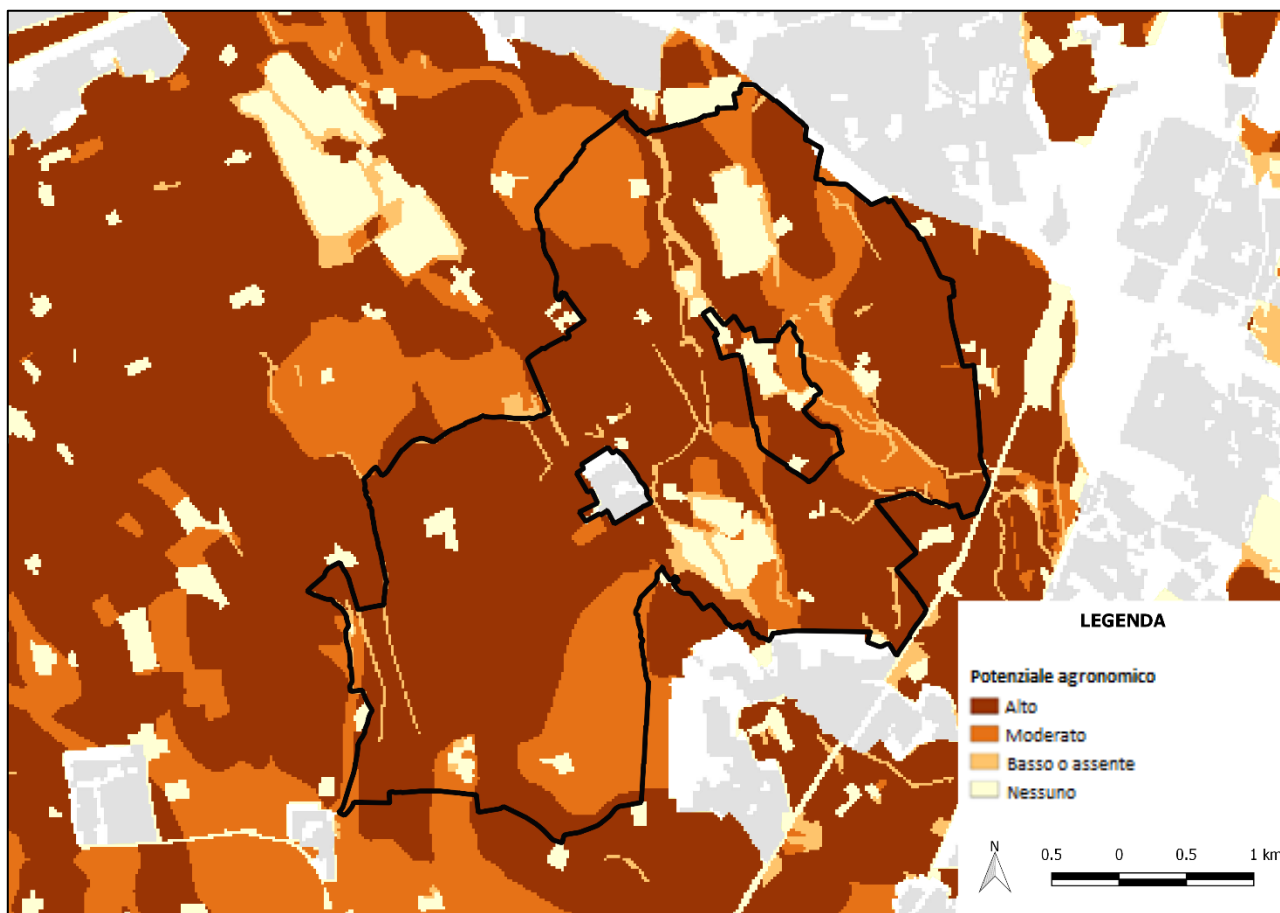 LEGENDA
Potenziale agronomico
Alto
Moderato
Basso o assente
Nessuno
N
0.5 0 0.5 1 km